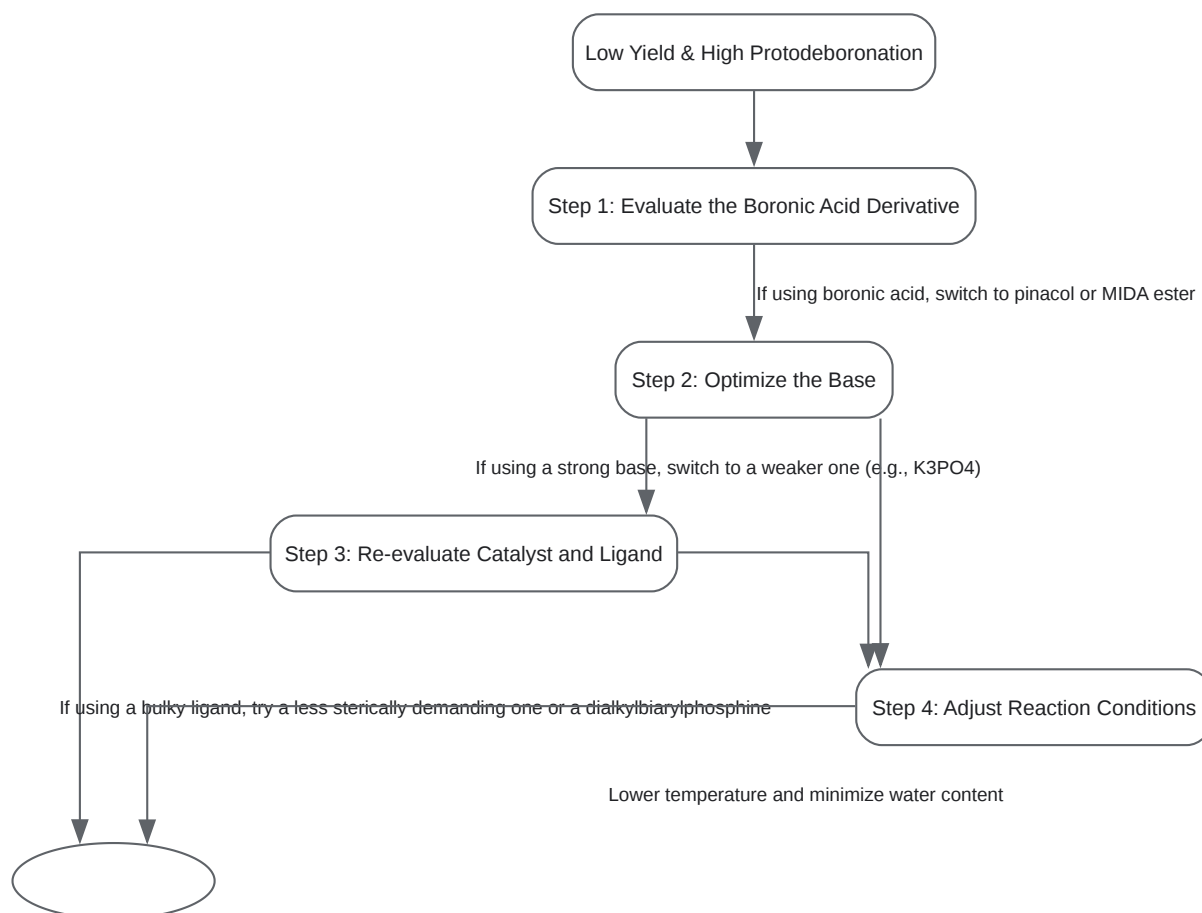 Low Yield & High Protodeboronation
Step 1: Evaluate the Boronic Acid Derivative
If using boronic acid, switch to pinacol or MIDA ester
Step 2: Optimize the Base
If using a strong base, switch to a weaker one (e.g., K3PO4)
Step 3: Re-evaluate Catalyst and Ligand
If using a bulky ligand, try a less sterically demanding one or a dialkylbiarylphosphine
Step 4: Adjust Reaction Conditions
Lower temperature and minimize water content